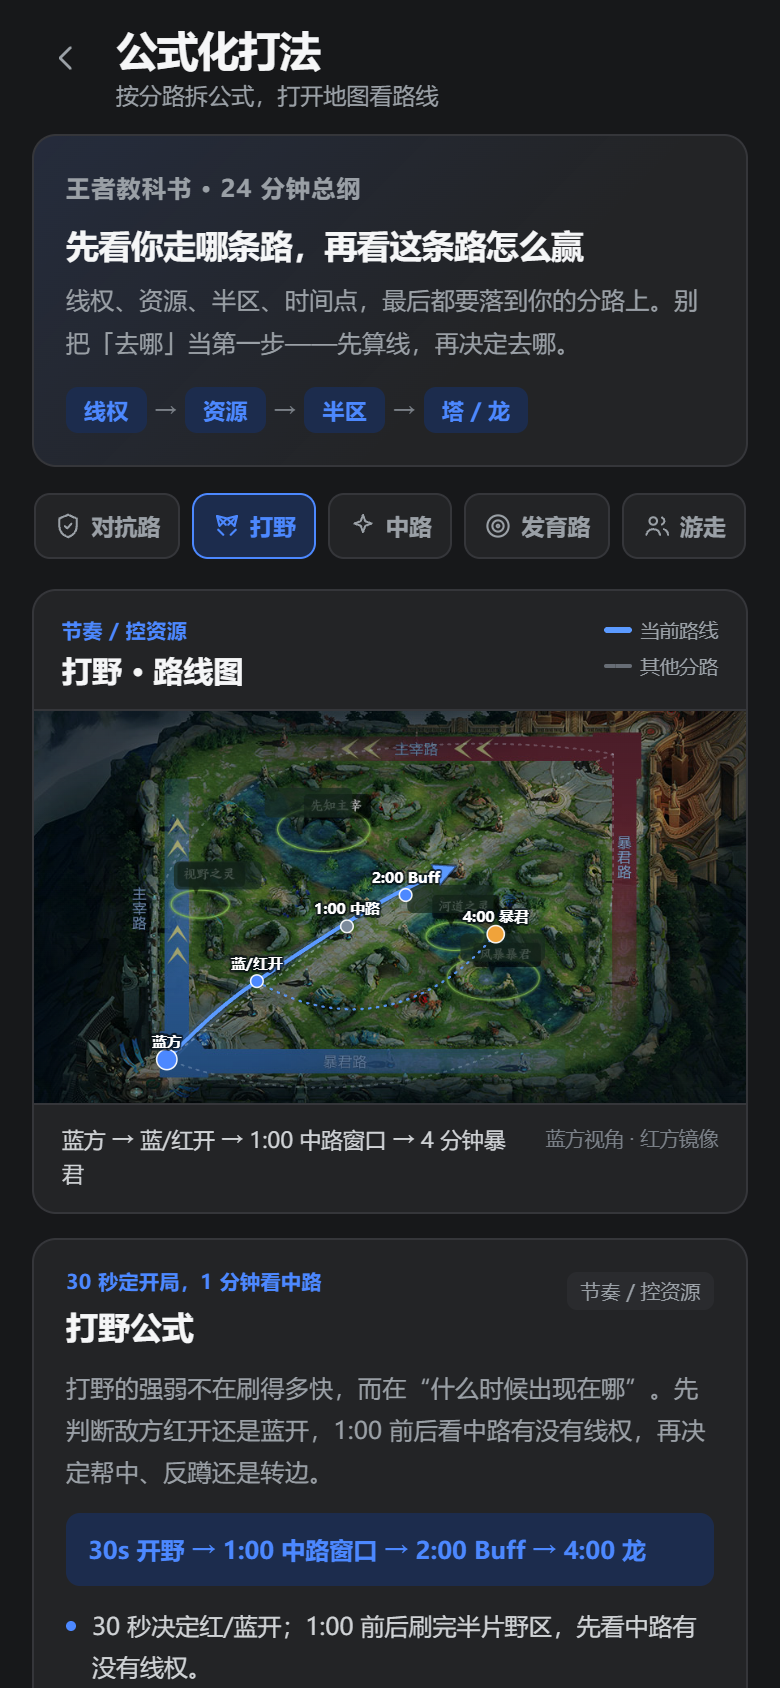 公式化打法
按分路拆公式，打开地图看路线
王者教科书 • 24 分钟总纲
先看你走哪条路，再看这条路怎么赢
线权、资源、半区、时间点，最后都要落到你的分路上。别
把「去哪」当第一步——先算线，再决定去哪。
线权 → 资源 → 半区 → 塔 / 龙
对抗路 打野 中路 发育路 游走
节奏 / 控资源
打野 • 路线图
当前路线
其他分路
主宰路
先知主宰
视野之灵
主宰路
暴君路
2:00 Buff
河道之灵
1:00 中路
4:00 暴君
风暴暴君
蓝/红开
蓝方
暴君路
蓝方 → 蓝/红开 → 1:00 中路窗口 → 4 分钟暴
君
蓝方视角 · 红方镜像
30 秒定开局，1 分钟看中路
节奏 / 控资源
打野公式
打野的强弱不在刷得多快，而在“什么时候出现在哪”。先
判断敌方红开还是蓝开，1:00 前后看中路有没有线权，再决
定帮中、反蹲还是转边。
30s 开野 → 1:00 中路窗口 → 2:00 Buff → 4:00 龙
• 30 秒决定红/蓝开；1:00 前后刷完半片野区，先看中路有
没有线权。